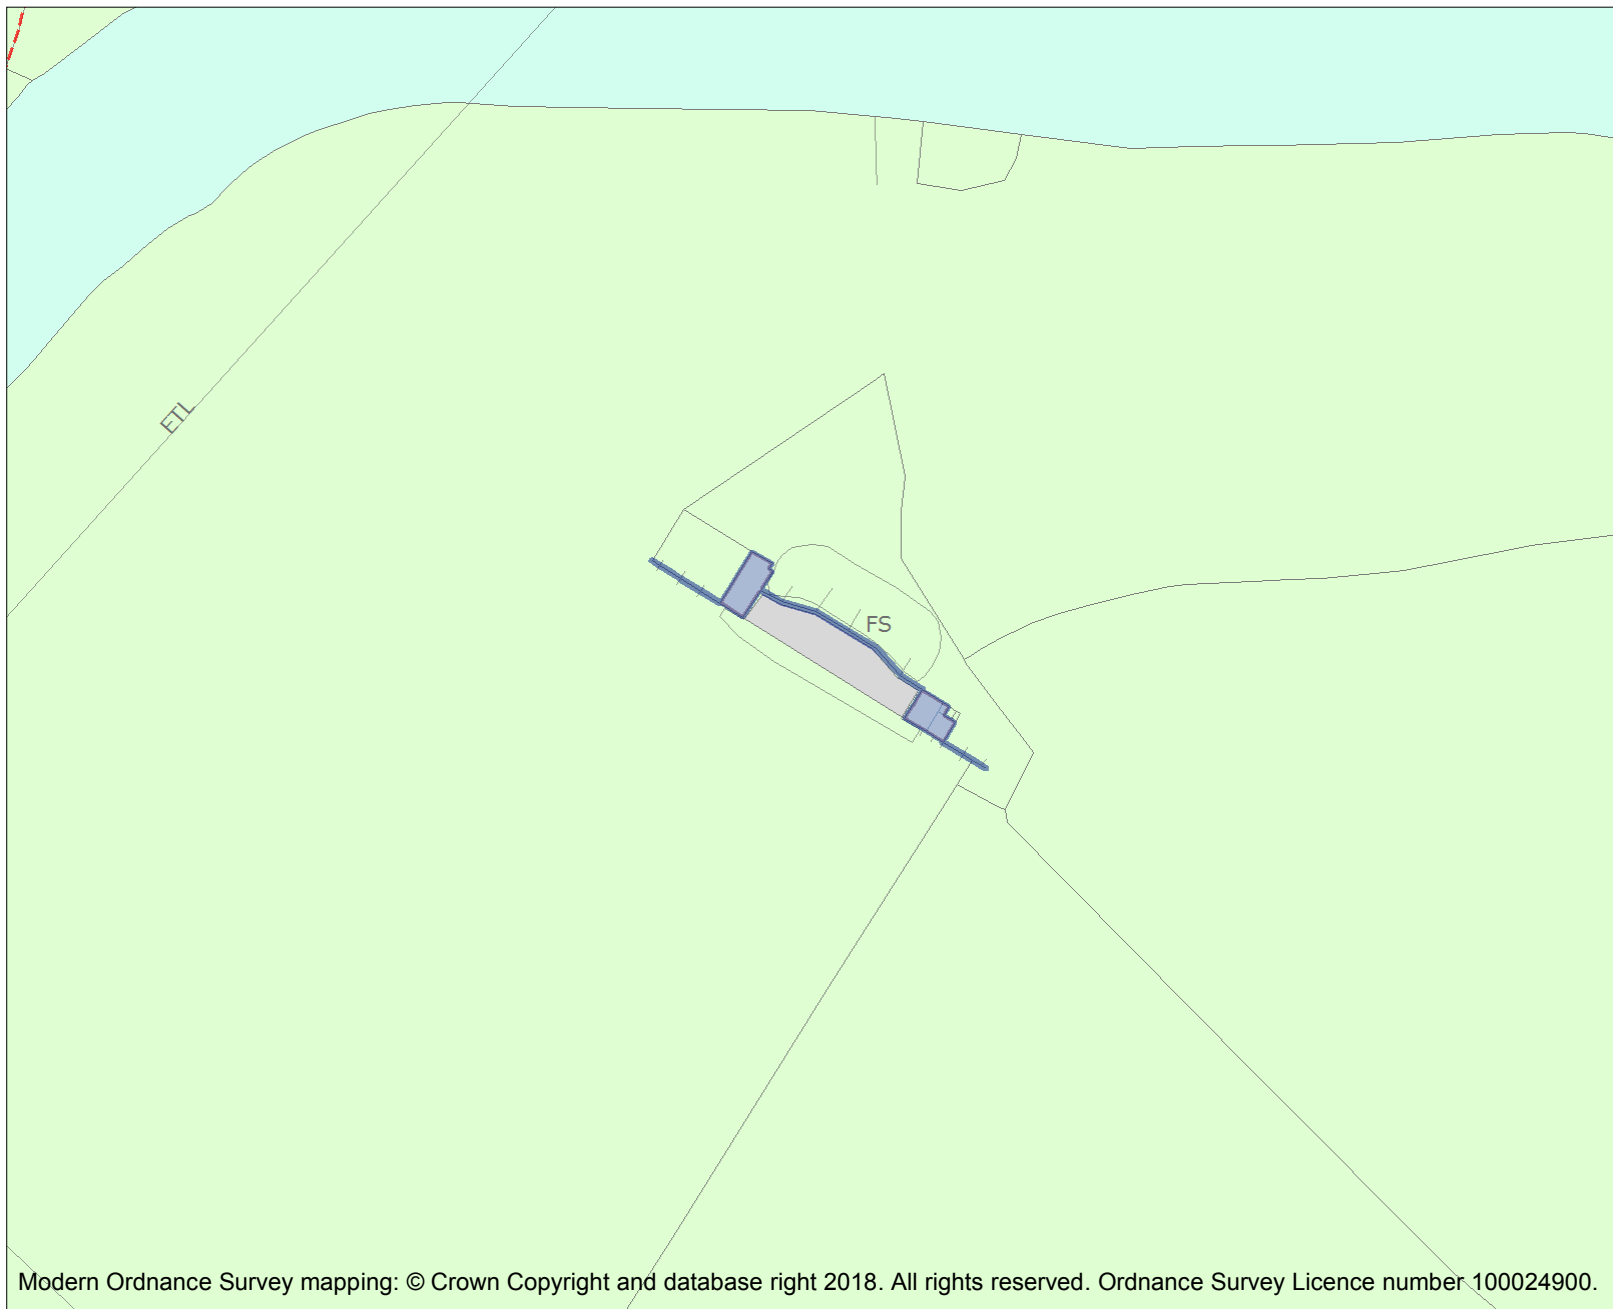 ETL
FS
Modern Ordnance Survey mapping: © Crown Copyright and database right 2018. All rights reserved. Ordnance Survey Licence number 100024900.